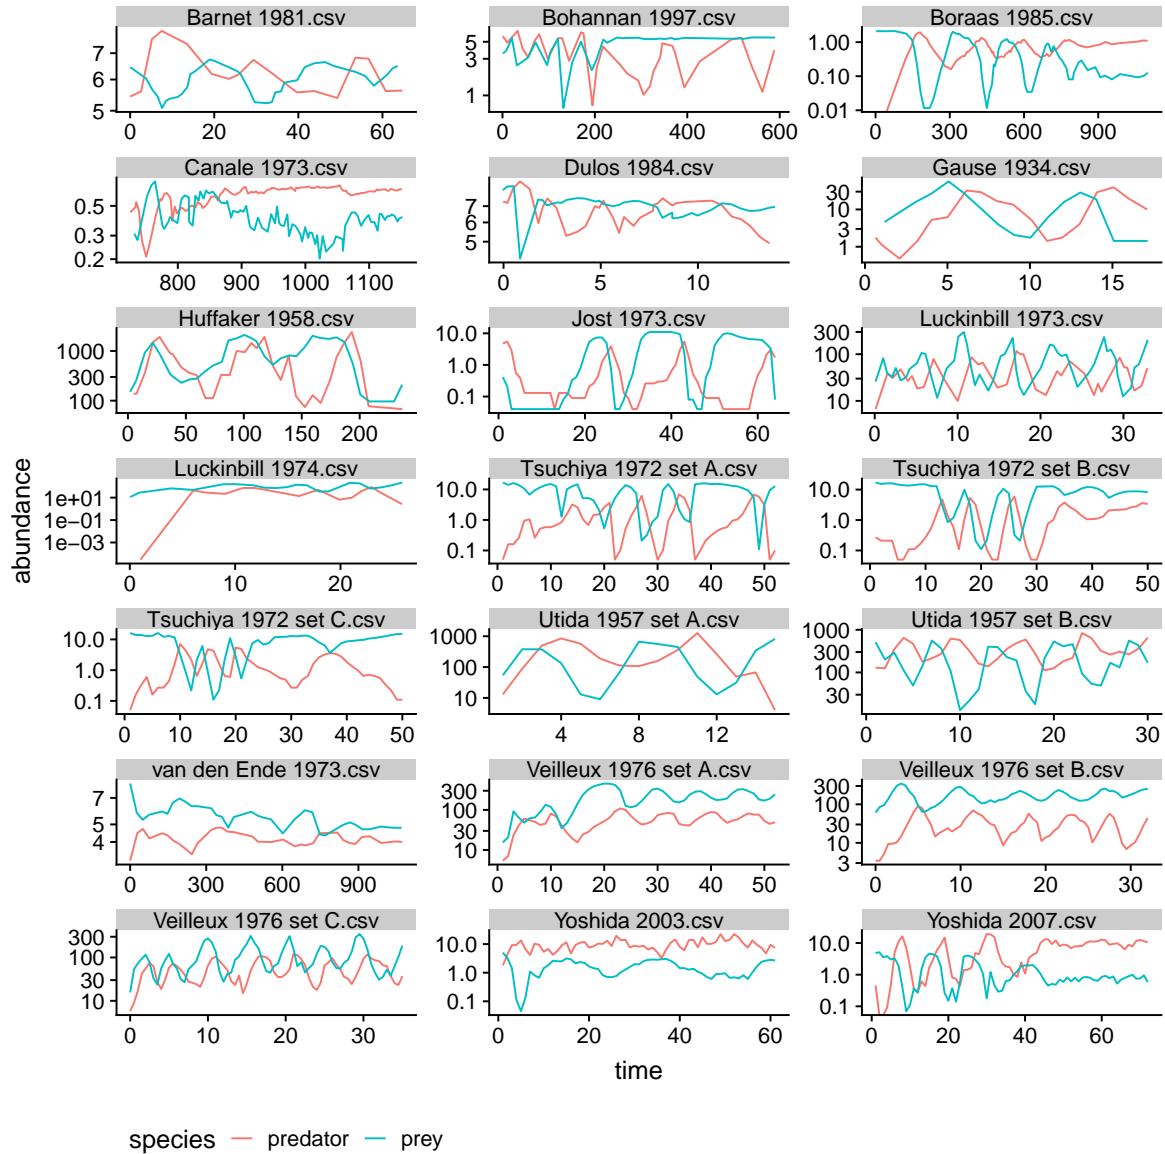 Barnet 1981.csv Bohannan 1997.csv Boraas 1985.csv
7 6 5 5 3 1 1.00 0.10 0.01
0 20 40 60 0 200 400 600 0 300 600 900
Canale 1973.csv Dulos 1984.csv Gause 1934.csv
0.5 0.3 0.2 7 6 5 30 10 3 1
800 900 1000 1100 0 5 10 0 5 10 15
Huffaker 1958.csv Jost 1973.csv Luckinbill 1973.csv
1000 300 100 10.0 1.0 0.1 300 100 30 10
0 50 100 150 200 0 20 40 60 0 10 20 30
abundance
Luckinbill 1974.csv Tsuchiya 1972 set A.csv Tsuchiya 1972 set B.csv
1e+01 1e−01 1e−03 10.0 1.0 0.1 10.0 1.0 0.1
0 10 20 0 10 20 30 40 50 0 10 20 30 40 50
Tsuchiya 1972 set C.csv Utida 1957 set A.csv Utida 1957 set B.csv
10.0 1.0 0.1 1000 100 10 1000 300 100 30
0 10 20 30 40 50 4 8 12 0 10 20 30
van den Ende 1973.csv Veilleux 1976 set A.csv Veilleux 1976 set B.csv
7 5 4 300 100 30 10 300 100 30 10 3
0 300 600 900 0 10 20 30 40 50 0 10 20 30
Veilleux 1976 set C.csv Yoshida 2003.csv Yoshida 2007.csv
300 100 30 10 10.0 1.0 0.1 10.0 1.0 0.1
0 10 20 30 0 20 40 60 0 20 40 60
time
species predator prey